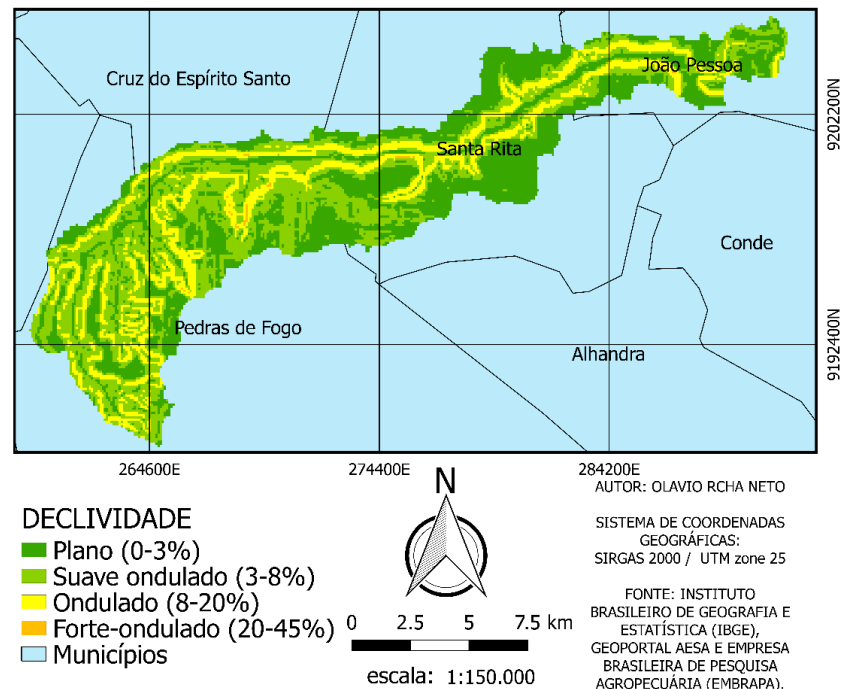 Cruz do Espírito Santo
João Pessoa
9202200N
Santa Rita
Conde
Pedras de Fogo
Alhandra
9192400N
264600E
274400E
284200E
DECLIVIDADE
Plano (0-3%)
Suave ondulado (3-8%)
Ondulado (8-20%)
Forte-ondulado (20-45%)
Municípios
N
0 2.5 5 7.5 km
escala: 1:150.000
AUTOR: OLAVIO RCHA NETO
SISTEMA DE COORDENADAS
GEOGRÁFICAS:
SIRGAS 2000 / UTM zone 25
FONTE: INSTITUTO
BRASILEIRO DE GEOGRAFIA E
ESTATÍSTICA (IBGE),
GEOPORTAL AESA E EMPRESA
BRASILEIRA DE PESQUISA
AGROPECUÁRIA (EMBRAPA).